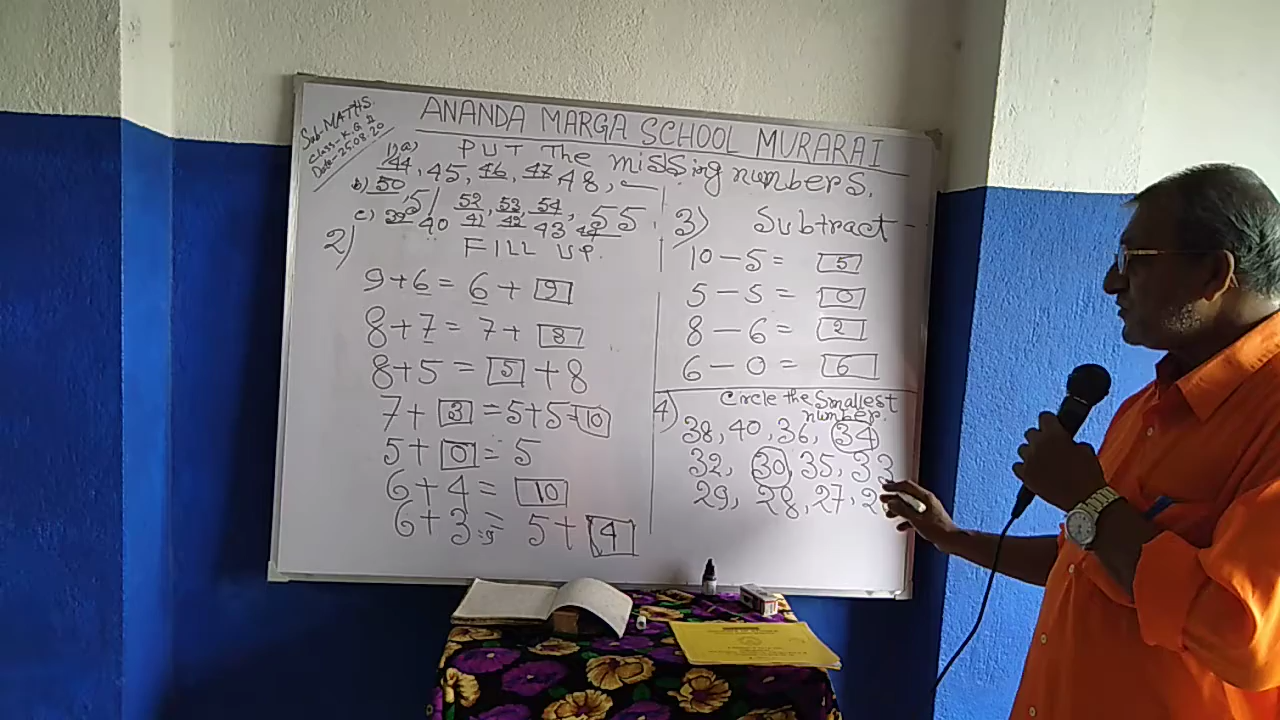 Sub-MATHS.
Class-K.G.II
Date-25.08.20
ANANDA MARGA SCHOOL MURARAI
PUT The missing numbers.
1) a) 44, 45, 46, 47, 48,
b) 50, 51, 52, 53, 54, 55
c) 39, 40, 41, 42, 43, 44
2) FILL UP.
9+6 = 6+ 9
8+7 = 7+ 8
8+5 = 5 +8
7+ 3 = 5+5=10
5+ 0 = 5
6+4 = 10
6+3 = 5+ 4
3) Subtract -
10-5 = 5
5-5 = 0
8-6 = 2
6-0 = 6
4) Circle the smallest
number.
38, 40, 36, 34
32, 30, 35, 33
29, 28, 27,